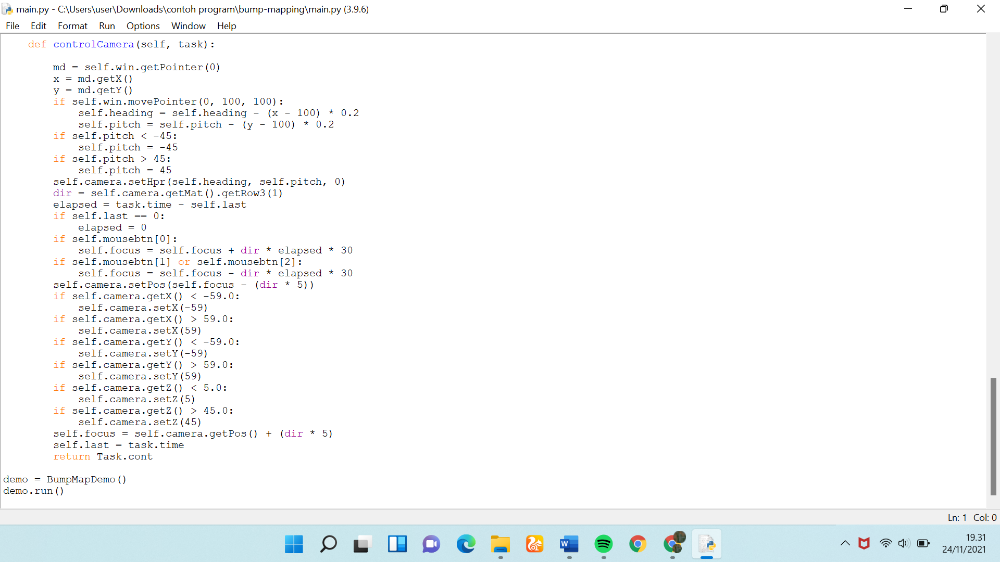 main.py - C:\Users\user\Downloads\contoh program\bump-mapping\main.py (3.9.6)
File Edit Format Run Options Window Help
    def controlCamera(self, task):

        md = self.win.getPointer(0)
        x = md.getX()
        y = md.getY()
        if self.win.movePointer(0, 100, 100):
            self.heading = self.heading - (x - 100) * 0.2
            self.pitch = self.pitch - (y - 100) * 0.2
        if self.pitch < -45:
            self.pitch = -45
        if self.pitch > 45:
            self.pitch = 45
        self.camera.setHpr(self.heading, self.pitch, 0)
        dir = self.camera.getMat().getRow3(1)
        elapsed = task.time - self.last
        if self.last == 0:
            elapsed = 0
        if self.mousebtn[0]:
            self.focus = self.focus + dir * elapsed * 30
        if self.mousebtn[1] or self.mousebtn[2]:
            self.focus = self.focus - dir * elapsed * 30
        self.camera.setPos(self.focus - (dir * 5))
        if self.camera.getX() < -59.0:
            self.camera.setX(-59)
        if self.camera.getX() > 59.0:
            self.camera.setX(59)
        if self.camera.getY() < -59.0:
            self.camera.setY(-59)
        if self.camera.getY() > 59.0:
            self.camera.setY(59)
        if self.camera.getZ() < 5.0:
            self.camera.setZ(5)
        if self.camera.getZ() > 45.0:
            self.camera.setZ(45)
        self.focus = self.camera.getPos() + (dir * 5)
        self.last = task.time
        return Task.cont

demo = BumpMapDemo()
demo.run()
Ln: 1 Col: 0
W
19.31
24/11/2021